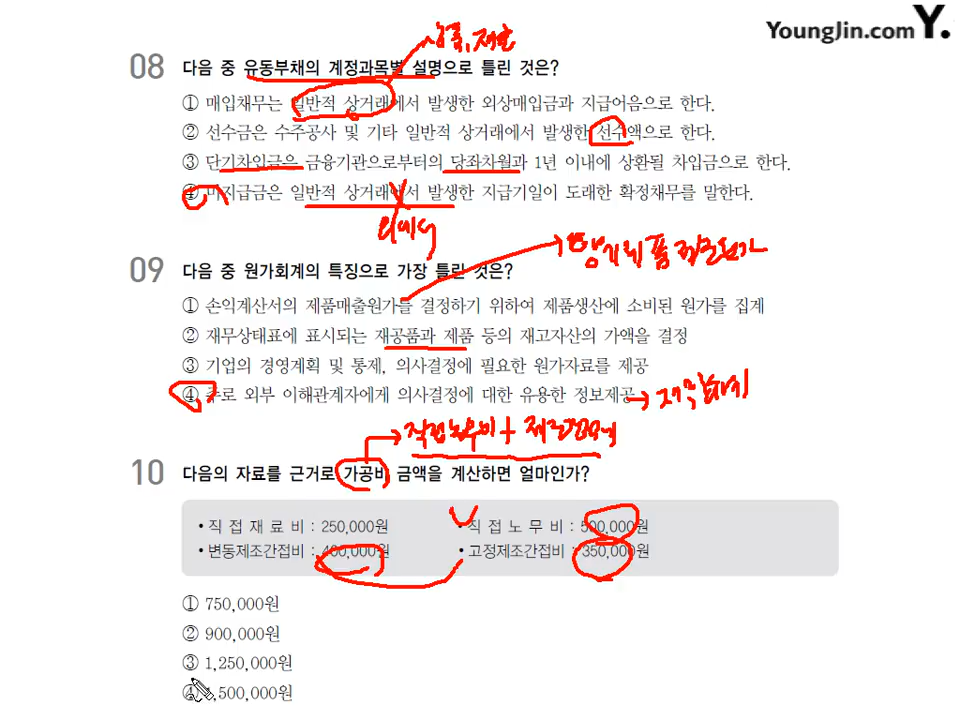 YoungJin.com Y.
상품, 제품
08 다음 중 유동부채의 계정과목별 설명으로 틀린 것은?
① 매입채무는 일반적 상거래에서 발생한 외상매입금과 지급어음으로 한다.
② 선수금은 수주공사 및 기타 일반적 상거래에서 발생한 선수액으로 한다.
③ 단기차입금은 금융기관으로부터의 당좌차월과 1년 이내에 상환될 차입금으로 한다.
④ 미지급금은 일반적 상거래에서 발생한 지급기일이 도래한 확정채무를 말한다.
09 다음 중 원가회계의 특징으로 가장 틀린 것은?
① 손익계산서의 제품매출원가를 결정하기 위하여 제품생산에 소비된 원가를 집계
② 재무상태표에 표시되는 재공품과 제품 등의 재고자산의 가액을 결정
③ 기업의 경영계획 및 통제, 의사결정에 필요한 원가자료를 제공
④ 주로 외부 이해관계자에게 의사결정에 대한 유용한 정보제공 → 재무회계
직접노무비 + 제조간접비
10 다음의 자료를 근거로 가공비 금액을 계산하면 얼마인가?
• 직 접 재 료 비 : 250,000원 • 직 접 노 무 비 : 500,000원
• 변동제조간접비 : 400,000원 • 고정제조간접비 : 350,000원
① 750,000원
② 900,000원
③ 1,250,000원
④ ,500,000원